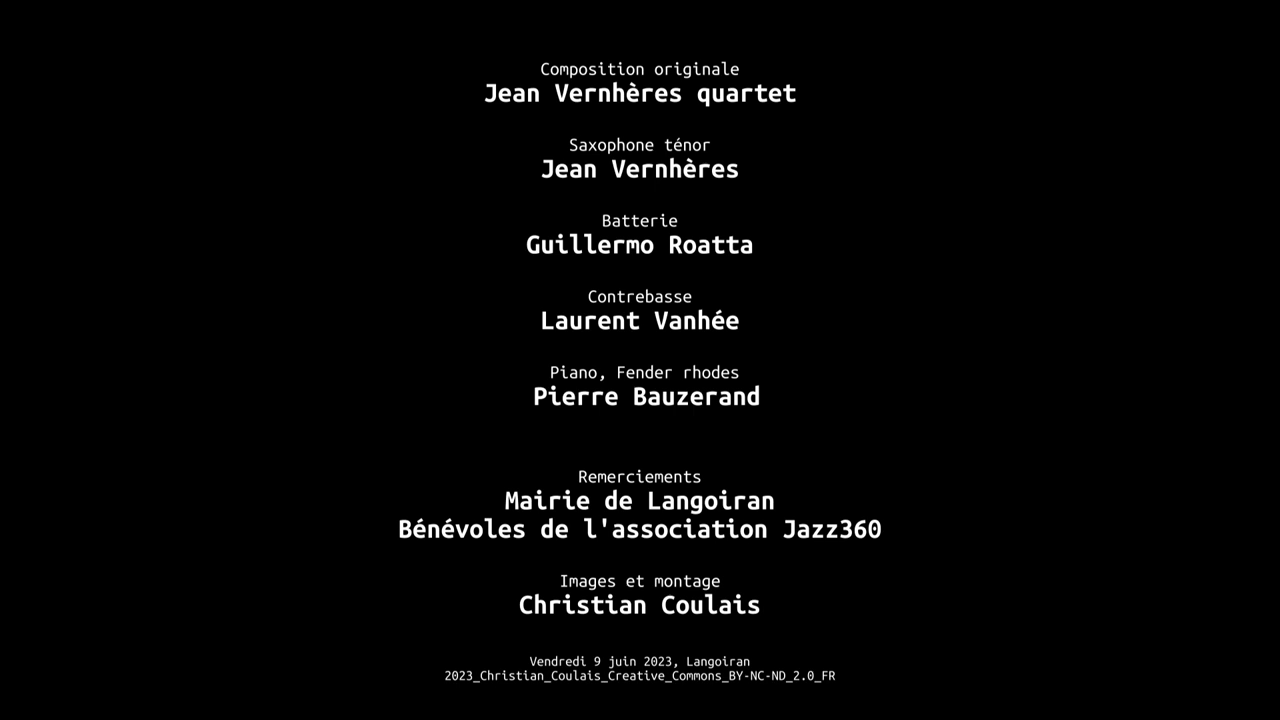 Composition originale
Jean Vernhères quartet
Saxophone ténor
Jean Vernhères
Batterie
Guillermo Roatta
Contrebasse
Laurent Vanhée
Piano, Fender rhodes
Pierre Bauzerand
Remerciements
Mairie de Langoiran
Bénévoles de l'association Jazz360
Images et montage
Christian Coulais
Vendredi 9 juin 2023, Langoiran
2023_Christian_Coulais_Creative_Commons_BY-NC-ND_2.0_FR